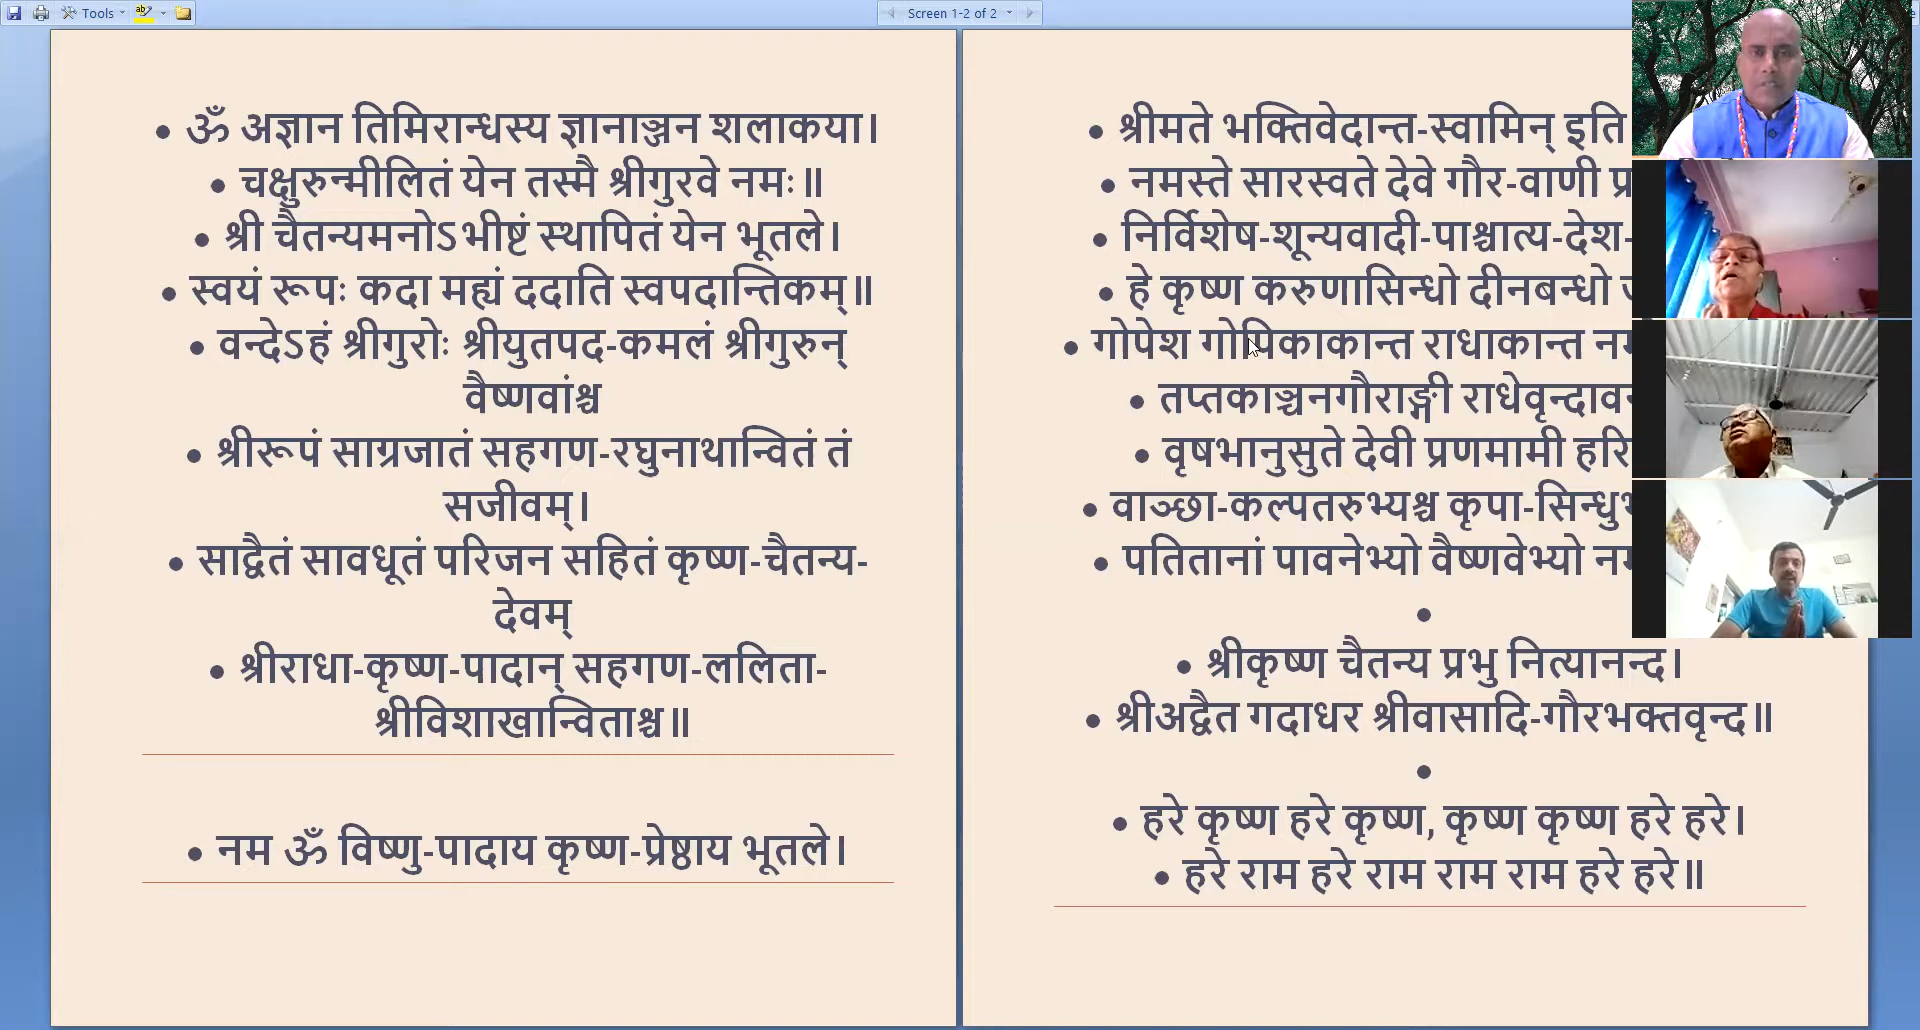 Tools
Screen 1-2 of 2
• ॐ अज्ञान तिमिरान्धस्य ज्ञानाञ्जन शलाकया।
• चक्षुरुन्मीलितं येन तस्मै श्रीगुरवे नमः॥
• श्री चैतन्यमनोऽभीष्टं स्थापितं येन भूतले।
• स्वयं रूपः कदा मह्यं ददाति स्वपदान्तिकम्॥
• वन्देऽहं श्रीगुरोः श्रीयुतपद-कमलं श्रीगुरुन्
वैष्णवांश्च
• श्रीरूपं साग्रजातं सहगण-रघुनाथान्वितं तं
सजीवम्।
• साद्वैतं सावधूतं परिजन सहितं कृष्ण-चैतन्य-
देवम्
• श्रीराधा-कृष्ण-पादान् सहगण-ललिता-
श्रीविशाखान्विताश्च॥
• नम ॐ विष्णु-पादाय कृष्ण-प्रेष्ठाय भूतले।
• श्रीमते भक्तिवेदान्त-स्वामिन् इति
• नमस्ते सारस्वते देवे गौर-वाणी
• निर्विशेष-शून्यवादी-पाश्चात्य-देश-
• हे कृष्ण करुणासिन्धो दीनबन्धो
• गोपेश गोपिकाकान्त राधाकान्त
• तप्तकाञ्चनगौराङ्गी
• वृषभानुसुते देवी प्रणमामी
• वाञ्छा-कल्पतरुभ्यश्च
• पतितानां पावनेभ्यो वैष्णवेभ्यो
•
• श्रीकृष्ण चैतन्य प्रभु नित्यानन्द।
• श्रीअद्वैत गदाधर श्रीवासादि-गौरभक्तवृन्द॥
•
• हरे कृष्ण हरे कृष्ण, कृष्ण कृष्ण हरे हरे।
• हरे राम हरे राम राम राम हरे हरे॥